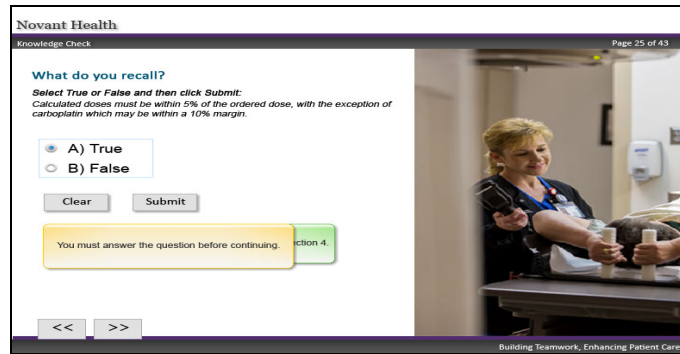 Novant Health
Knowledge Check
Page 25 of 43
What do you recall?
Select True or False and then click Submit:
Calculated doses must be within 5% of the ordered dose, with the exception of
carboplatin which may be within a 10% margin.
A) True
B) False
Clear
Submit
You must answer the question before continuing.
ction 4.
<<
>>
Building Teamwork, Enhancing Patient Care